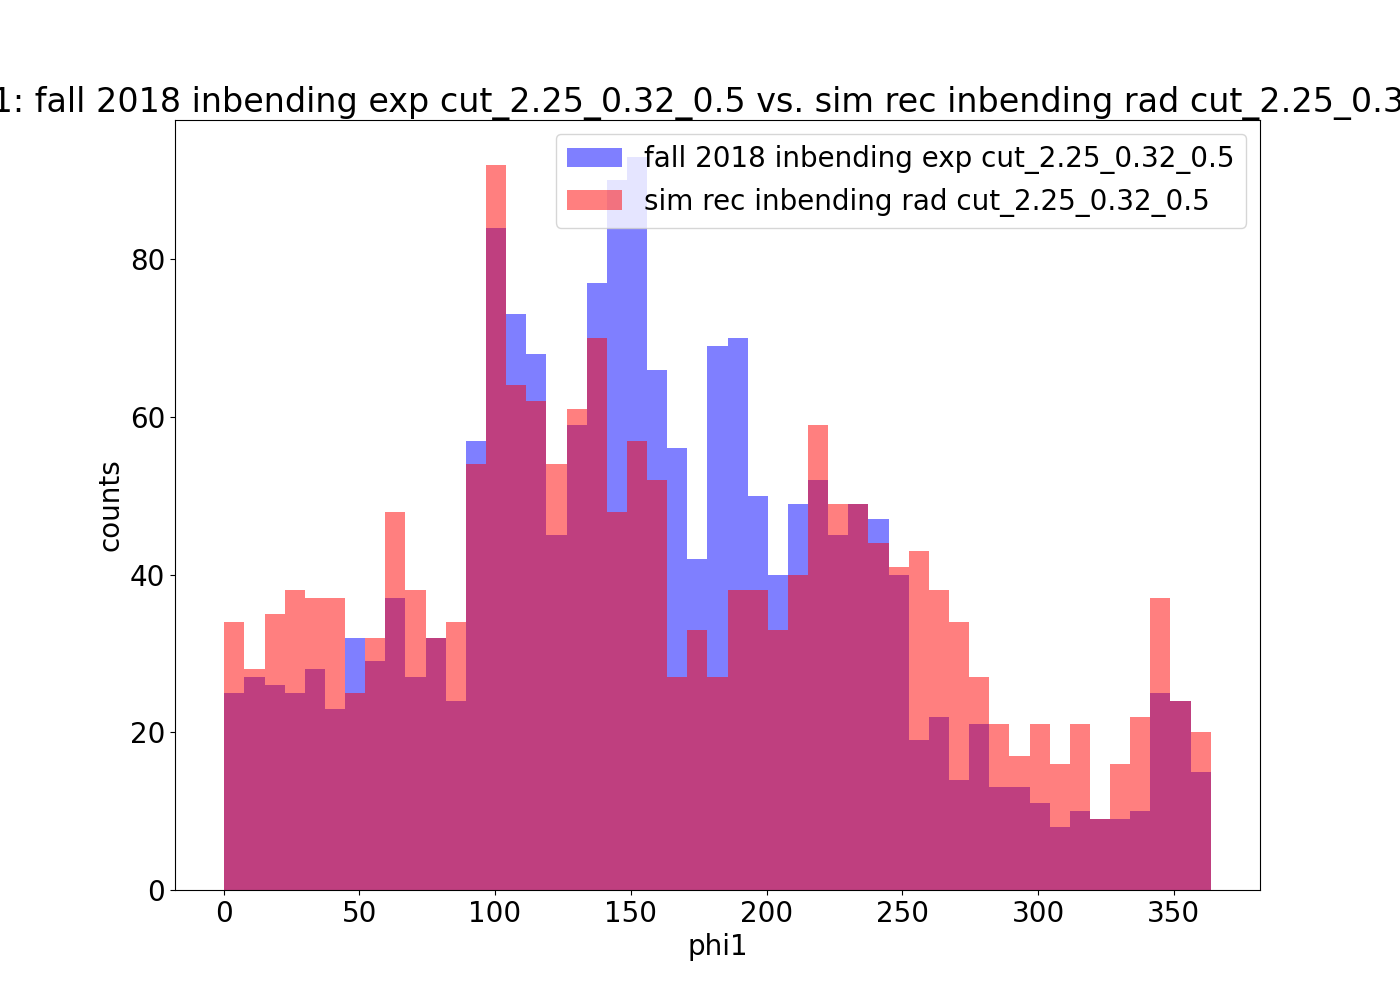 1: fall 2018 inbending exp cut_2.25_0.32_0.5 vs. sim rec inbending rad cut_2.25_0.3
fall 2018 inbending exp cut_2.25_0.32_0.5
sim rec inbending rad cut_2.25_0.32_0.5
80
60
40
20
0
counts
0 50 100 150 200 250 300 350
phi1